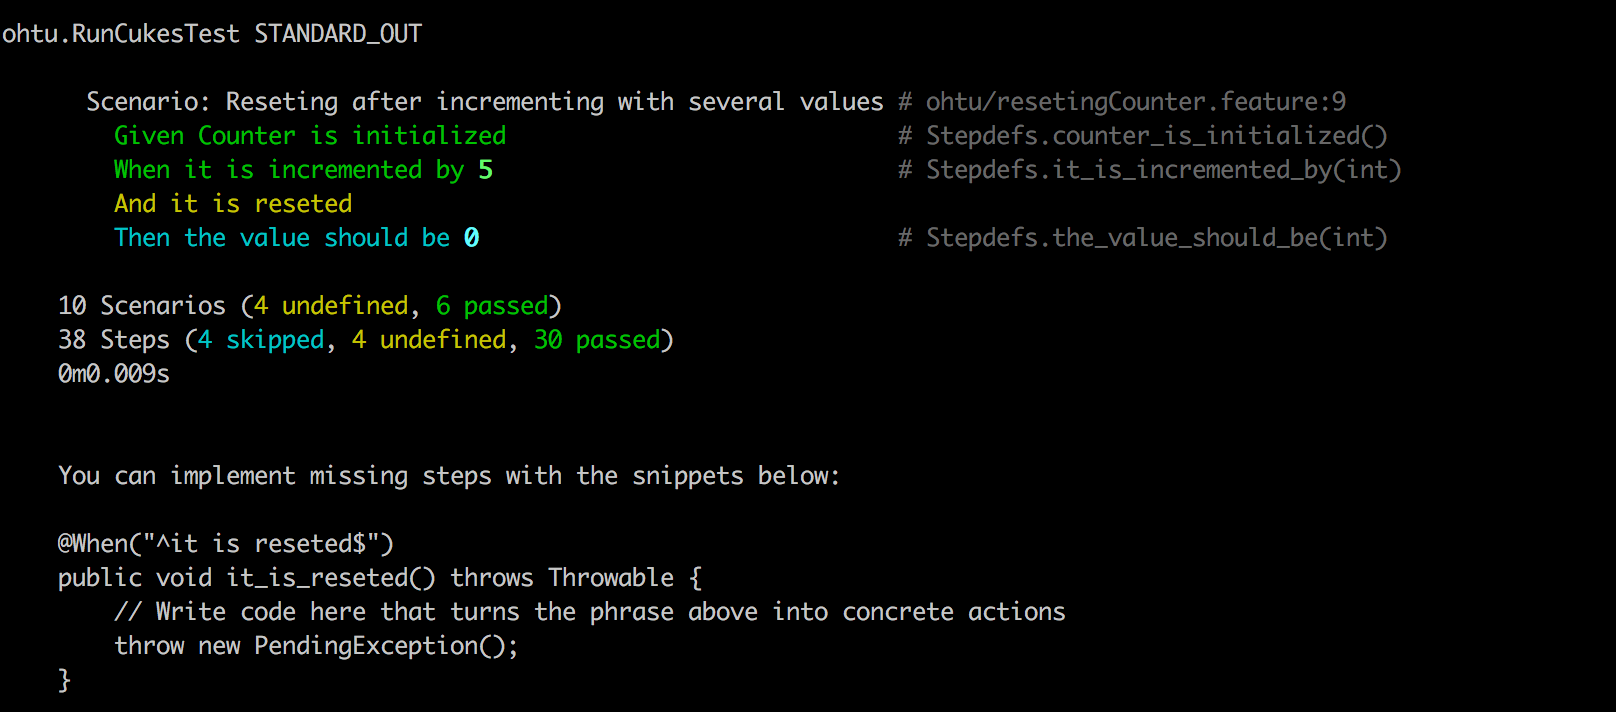 ohtu.RunCukesTest STANDARD_OUT
Scenario: Reseting after incrementing with several values # ohtu/resetingCounter.feature:9
Given Counter is initialized # Stepdefs.counter_is_initialized()
When it is incremented by 5 # Stepdefs.it_is_incremented_by(int)
And it is reseted
Then the value should be 0 # Stepdefs.the_value_should_be(int)
10 Scenarios (4 undefined, 6 passed)
38 Steps (4 skipped, 4 undefined, 30 passed)
0m0.009s
You can implement missing steps with the snippets below:
@When("^it is reseted$")
public void it_is_reseted() throws Throwable {
// Write code here that turns the phrase above into concrete actions
throw new PendingException();
}